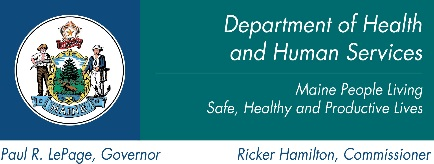 Department of Health
and Human Services
Maine People Living
Safe, Healthy and Productive Lives
Paul R. LePage, Governor
Ricker Hamilton, Commissioner